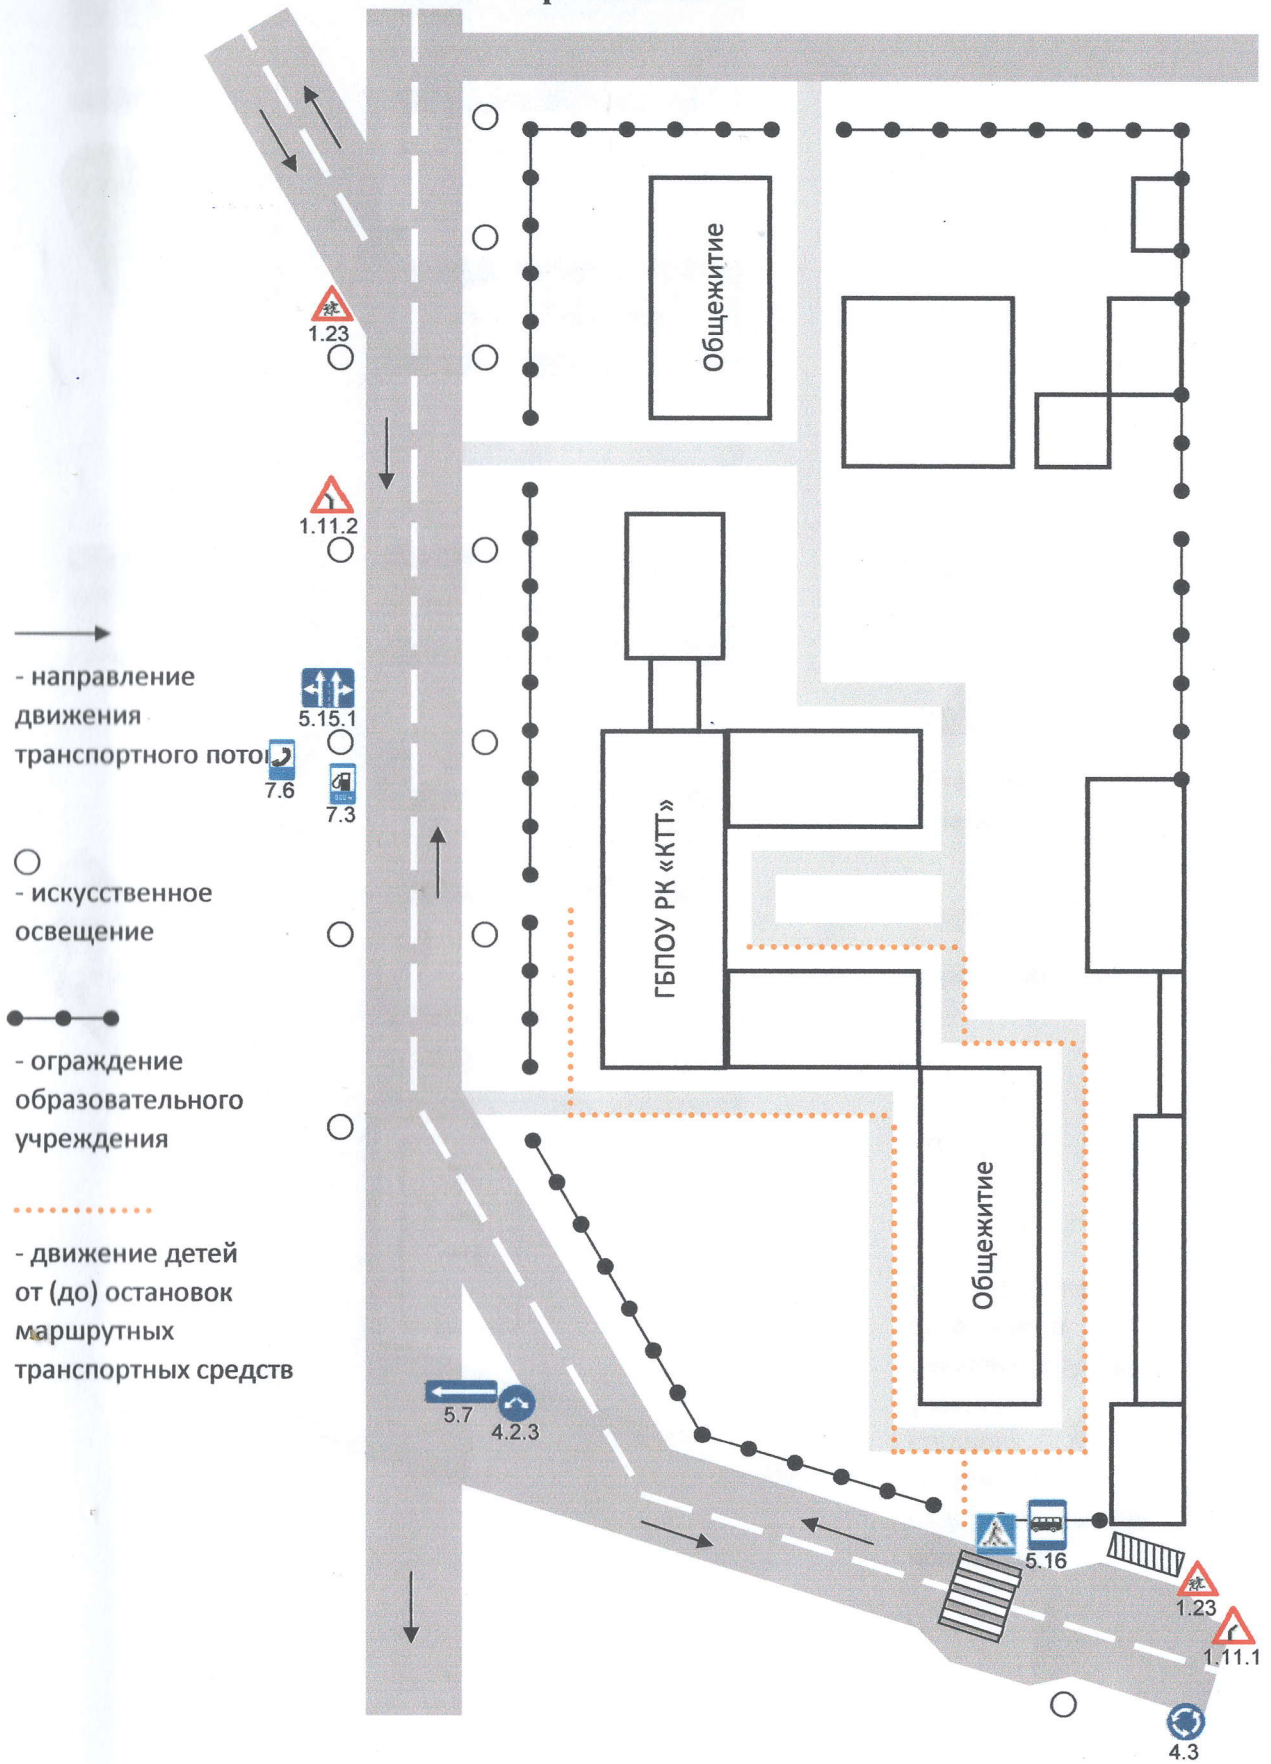 Общежитие
1.23
1.11.2
- направление
движения
транспортного пото
5.15.1
7.6
7.3
ГБПОУ РК «КТТ»
- искусственное
освещение
- ограждение
образовательного
учреждения
- движение детей
от (до) остановок
маршрутных
транспортных средств
Общежитие
5.7
4.2.3
5.16
1.23
1.11.1
4.3